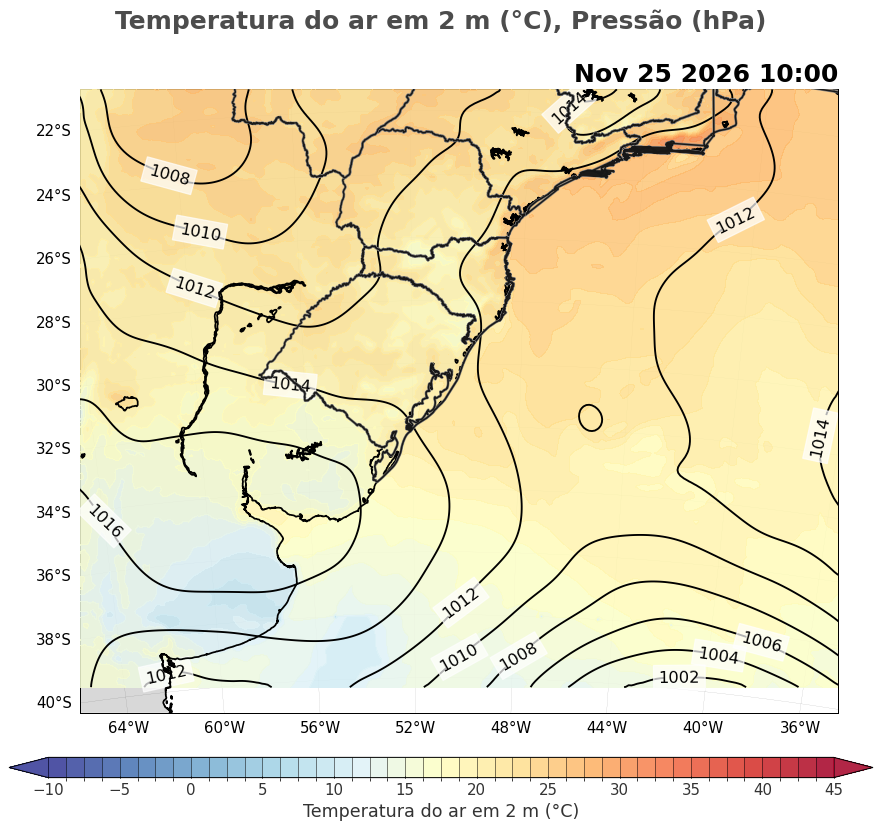 Temperatura do ar em 2 m (°C), Pressão (hPa)
Nov 25 2026 10:00
22°S
24°S
26°S
28°S
30°S
32°S
34°S
36°S
38°S
40°S
1014
1008
1010
1012
1012
1014
1014
1016
1012
1010
1008
1006
1004
1002
1012
64°W 60°W 56°W 52°W 48°W 44°W 40°W 36°W
−10 −5 0 5 10 15 20 25 30 35 40 45
Temperatura do ar em 2 m (°C)